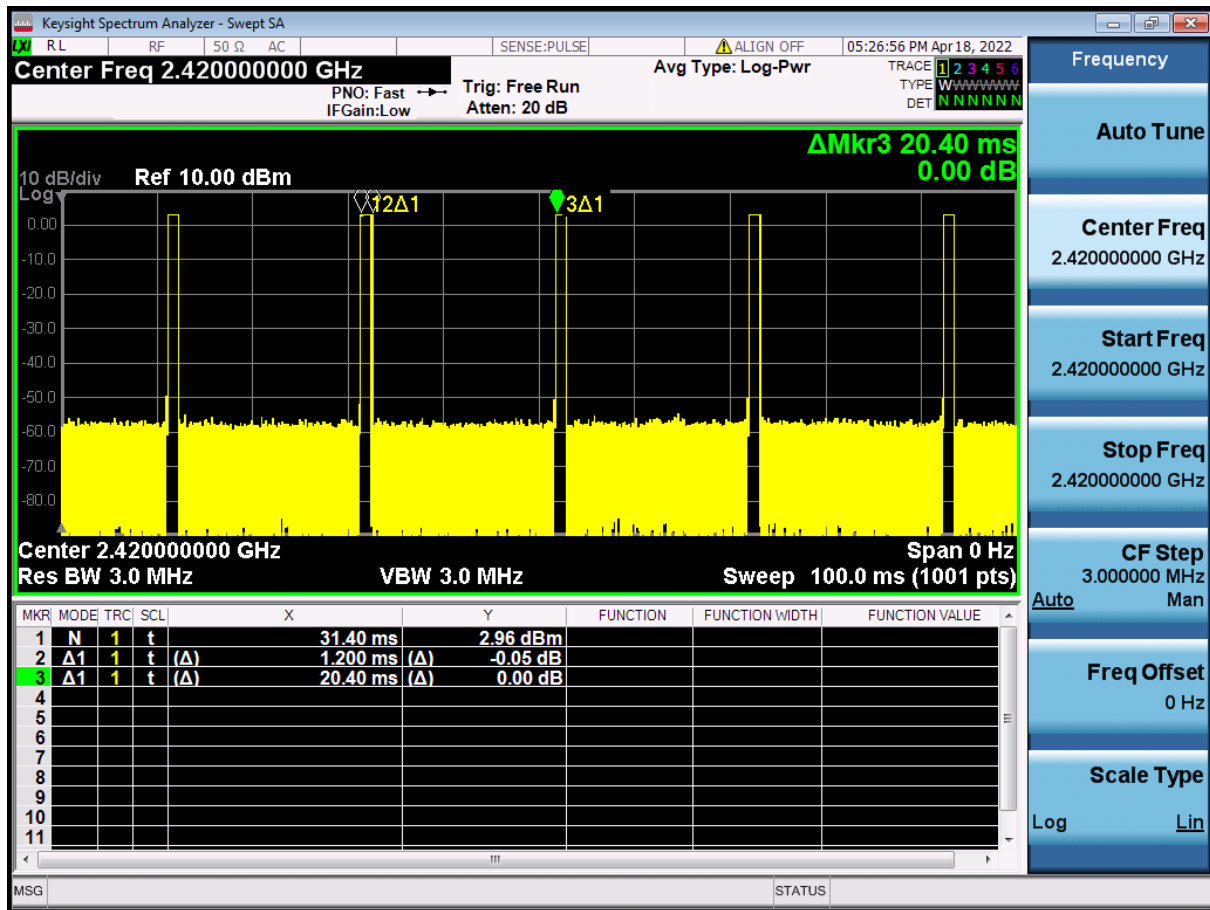 Keysight Spectrum Analyzer - Swept SA
LXI RL RF 50 Ω AC SENSE:PULSE ALIGN OFF 05:26:56 PM Apr 18, 2022
Center Freq 2.420000000 GHz
PNO: Fast
IFGain:Low
Trig: Free Run
Atten: 20 dB
Avg Type: Log-Pwr
TRACE 1 2 3 4 5 6
TYPE WWWWWW
DET N N N N N N
ΔMkr3 20.40 ms
0.00 dB
10 dB/div Ref 10.00 dBm
Log
12Δ1 3Δ1
0.00
-10.0
-20.0
-30.0
-40.0
-50.0
-60.0
-70.0
-80.0
Center 2.420000000 GHz Span 0 Hz
Res BW 3.0 MHz VBW 3.0 MHz Sweep 100.0 ms (1001 pts)
MKR MODE TRC SCL X Y FUNCTION FUNCTION WIDTH FUNCTION VALUE
1 N 1 t 31.40 ms 2.96 dBm
2 Δ1 1 t (Δ) 1.200 ms (Δ) -0.05 dB
3 Δ1 1 t (Δ) 20.40 ms (Δ) 0.00 dB
4
5
6
7
8
9
10
11
MSG STATUS
Frequency
Auto Tune
Center Freq
2.420000000 GHz
Start Freq
2.420000000 GHz
Stop Freq
2.420000000 GHz
CF Step
3.000000 MHz
Auto Man
Freq Offset
0 Hz
Scale Type
Log Lin